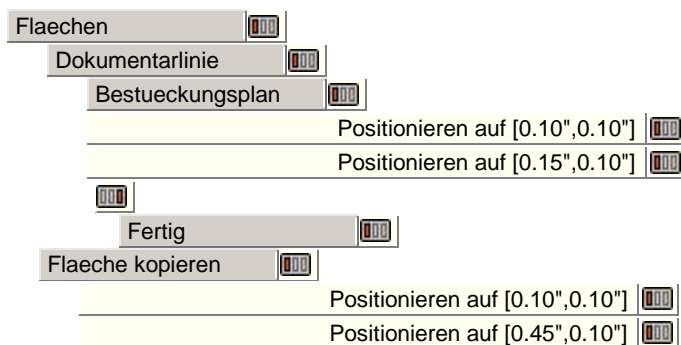 Flaechen
Dokumentarlinie
Bestueckungsplan
Positionieren auf [0.10",0.10"]
Positionieren auf [0.15",0.10"]
Fertig
Flaeche kopieren
Positionieren auf [0.10",0.10"]
Positionieren auf [0.45",0.10"]